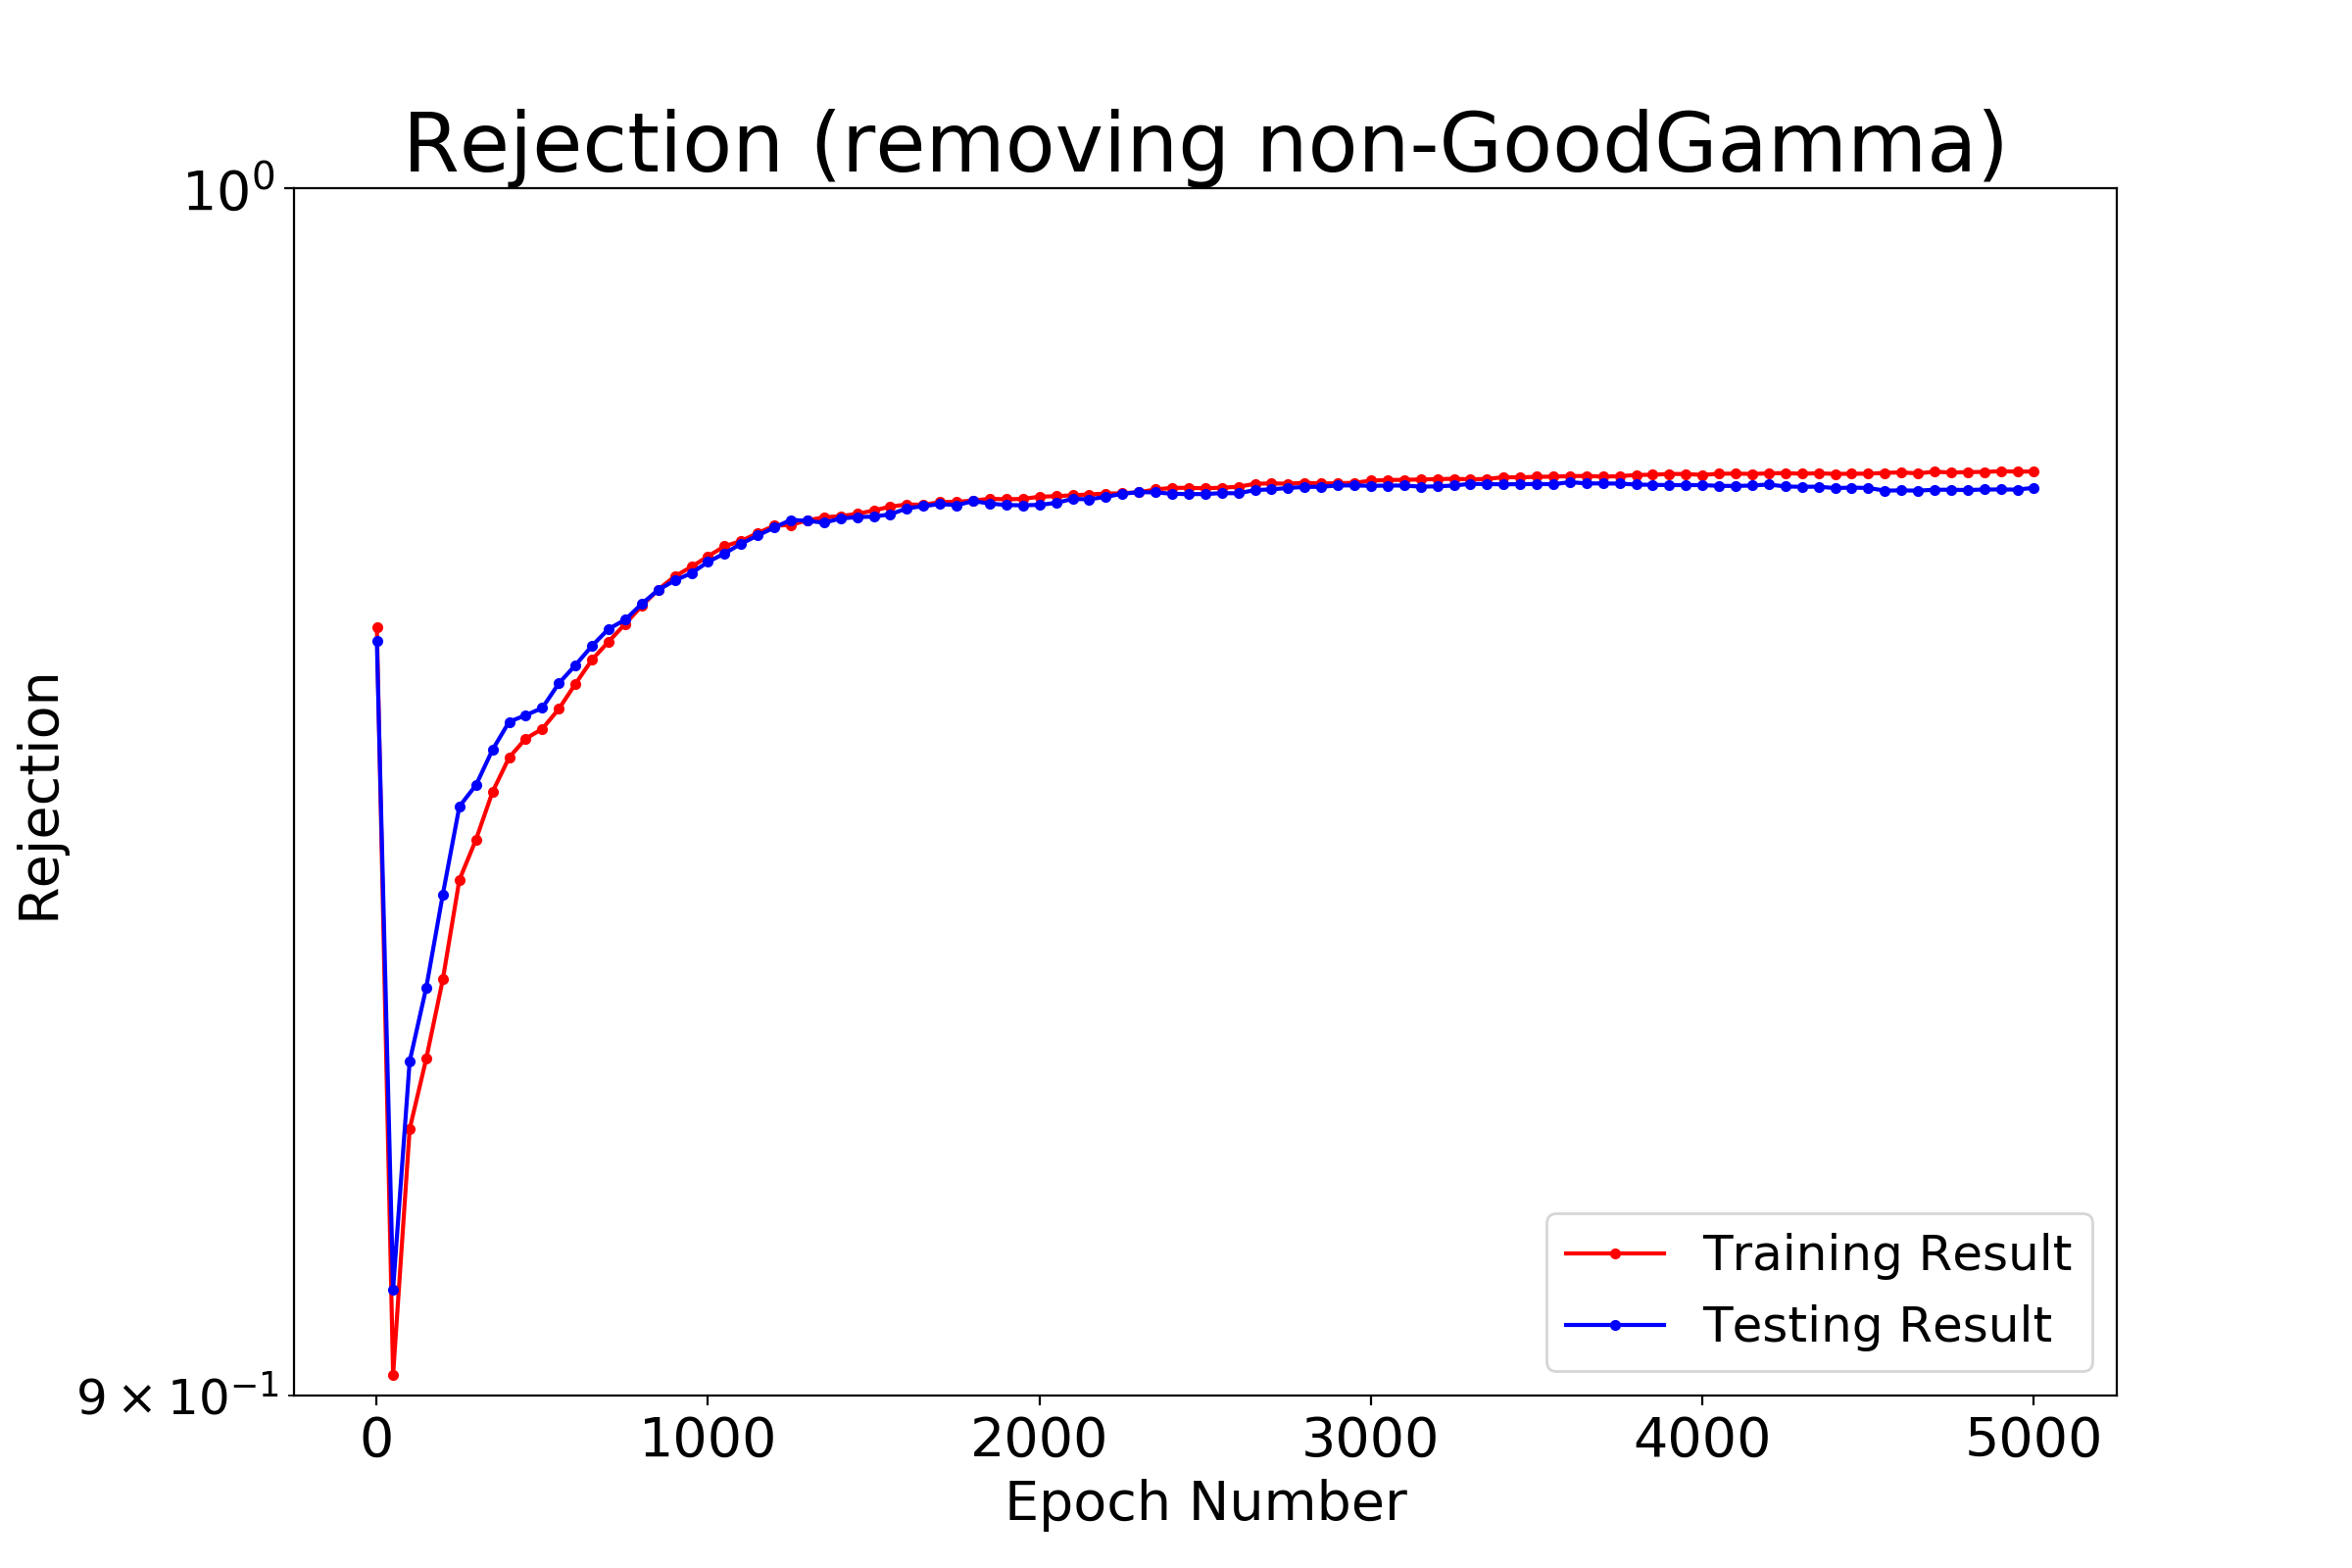 Rejection (removing non-GoodGamma)
10⁰
Rejection
9 × 10⁻¹
0 1000 2000 3000 4000 5000
Epoch Number
Training Result
Testing Result